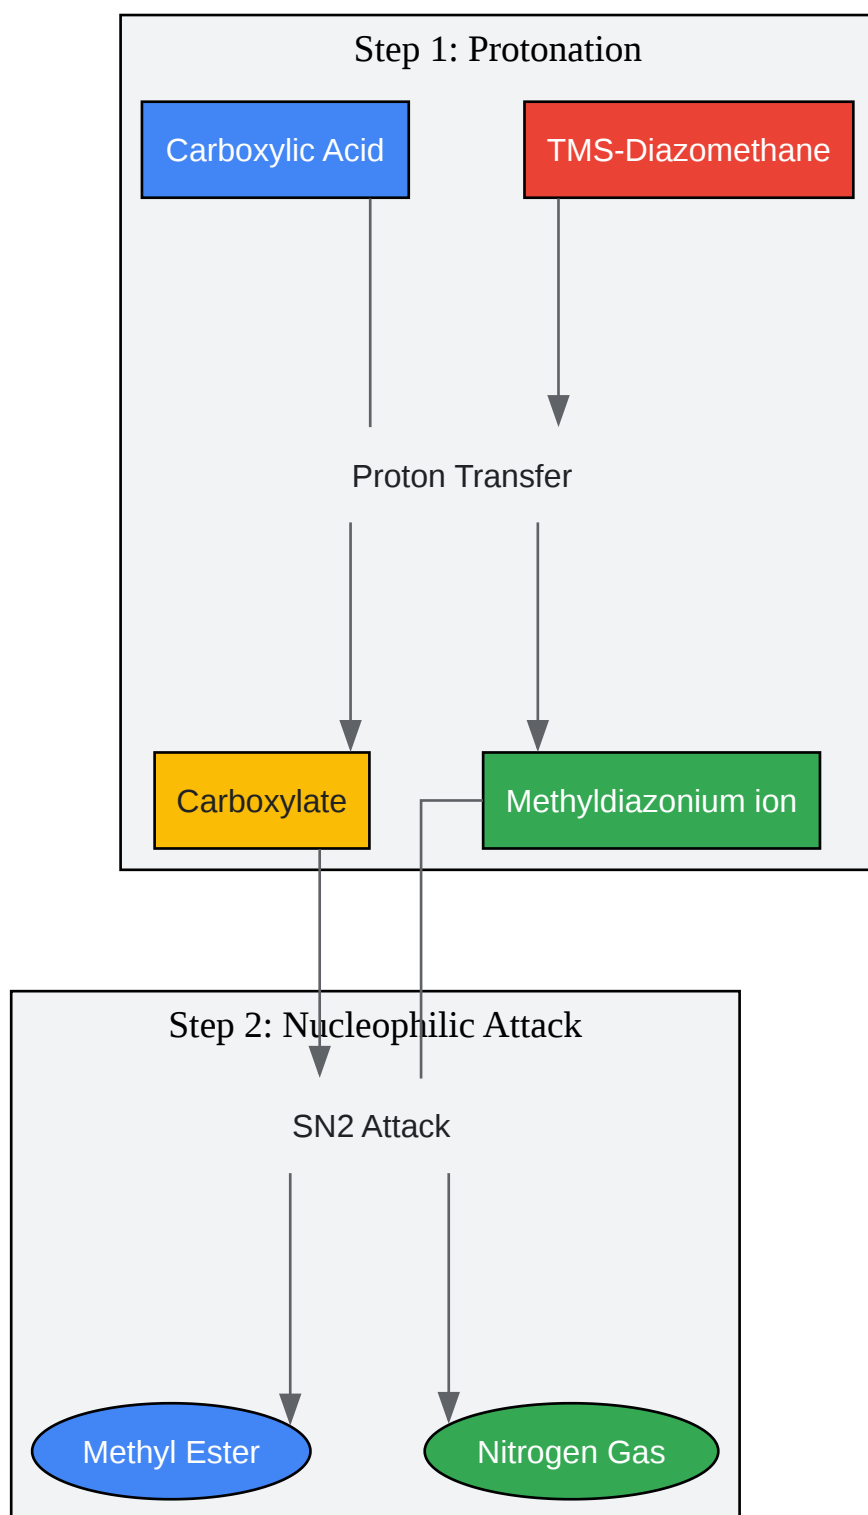 Step 1: Protonation
Carboxylic Acid
TMS-Diazomethane
Proton Transfer
Carboxylate
Methyldiazonium ion
Step 2: Nucleophilic Attack
SN2 Attack
Methyl Ester
Nitrogen Gas